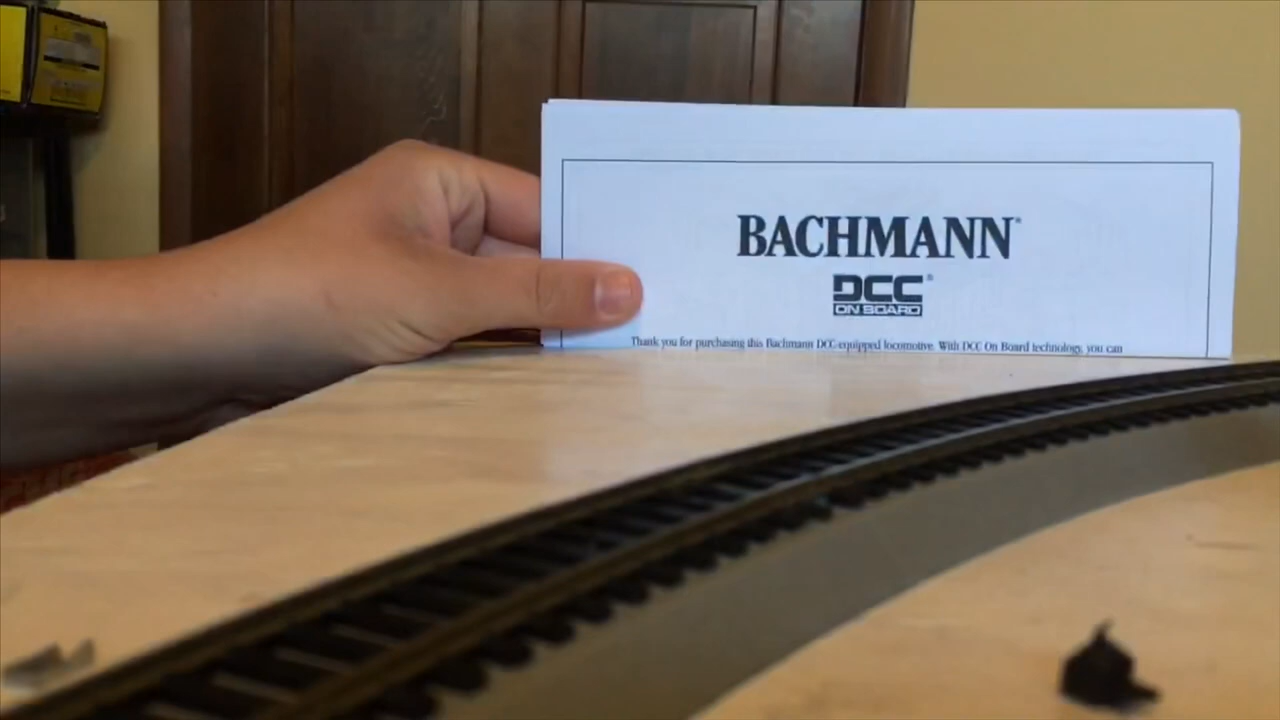 BACHMANN®
DCC®
ON BOARD
Thank you for purchasing this Bachmann DCC-equipped locomotive. With DCC On Board technology, you can